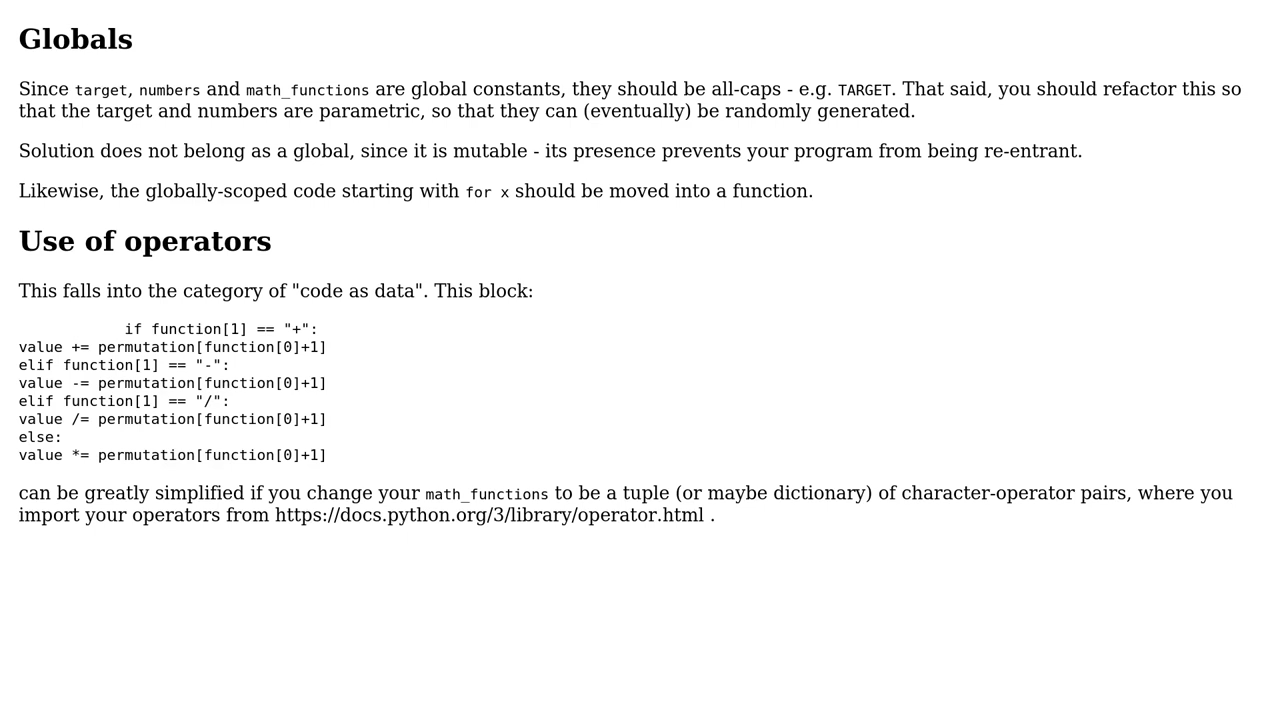 Globals
Since target, numbers and math_functions are global constants, they should be all-caps - e.g. TARGET. That said, you should refactor this so
that the target and numbers are parametric, so that they can (eventually) be randomly generated.
Solution does not belong as a global, since it is mutable - its presence prevents your program from being re-entrant.
Likewise, the globally-scoped code starting with for x should be moved into a function.
Use of operators
This falls into the category of "code as data". This block:
            if function[1] == "+":
value += permutation[function[0]+1]
elif function[1] == "-":
value -= permutation[function[0]+1]
elif function[1] == "/":
value /= permutation[function[0]+1]
else:
value *= permutation[function[0]+1]
can be greatly simplified if you change your math_functions to be a tuple (or maybe dictionary) of character-operator pairs, where you
import your operators from https://docs.python.org/3/library/operator.html .